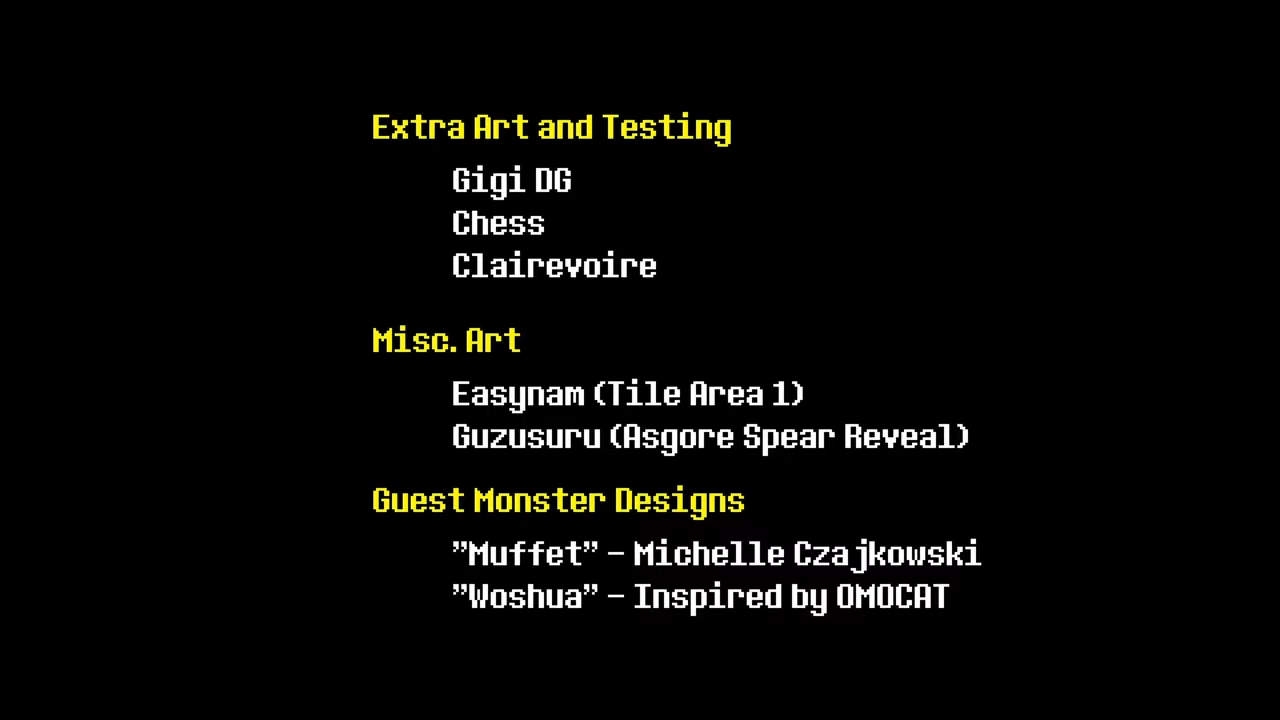 Extra Art and Testing
Gigi DG
Chess
Clairevoire
Misc. Art
Easynam (Tile Area 1)
Guzusuru (Asgore Spear Reveal)
Guest Monster Designs
"Muffet" - Michelle Czajkowski
"Woshua" - Inspired by OMOCAT